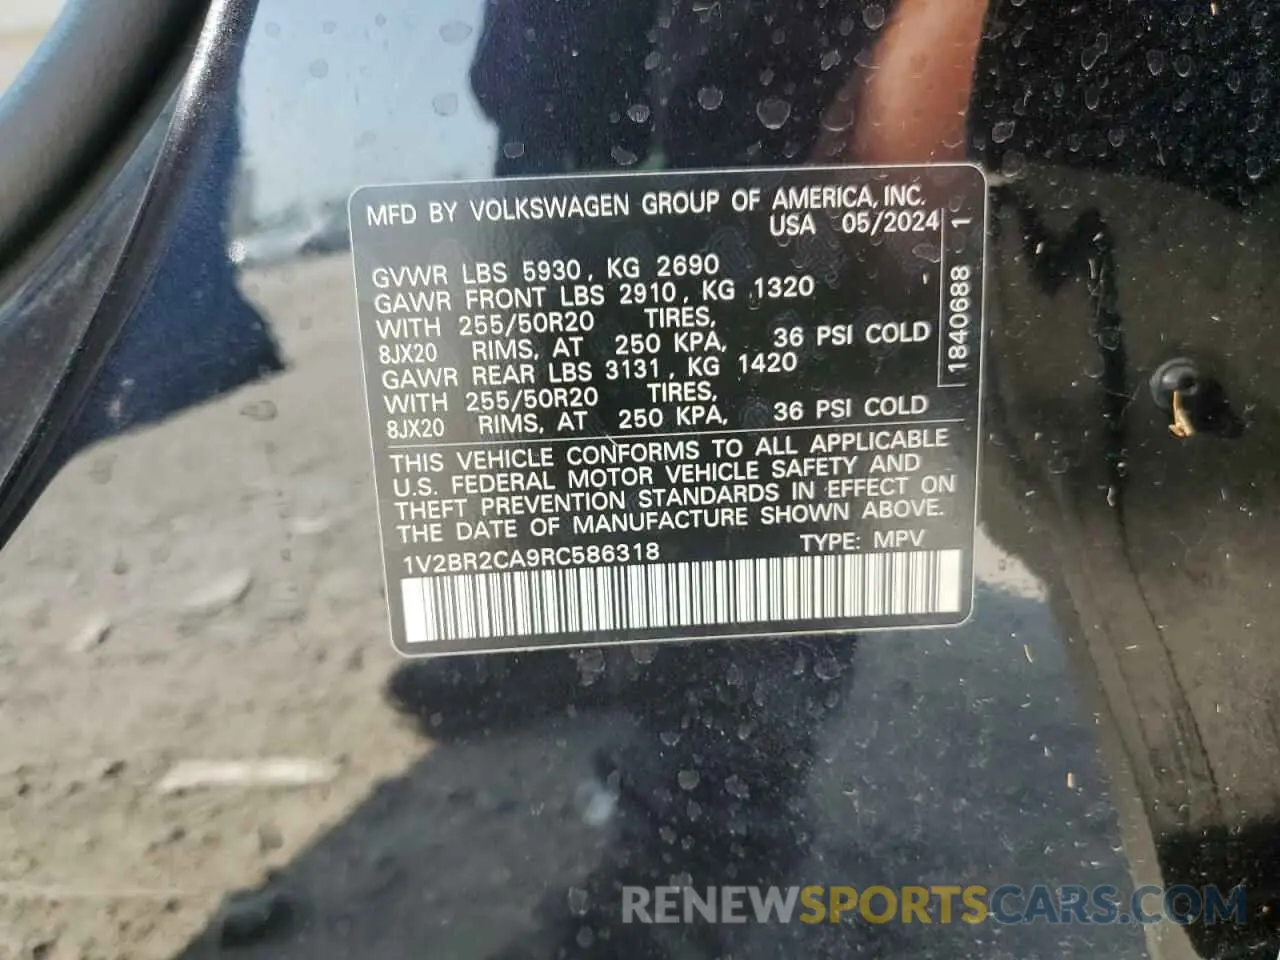 MFD BY VOLKSWAGEN GROUP OF AMERICA, INC.
USA 05/2024
GVWR LBS 5930, KG 2690
GAWR FRONT LBS 2910, KG 1320
WITH 255/50R20 TIRES,
8JX20 RIMS, AT 250 KPA, 36 PSI COLD
GAWR REAR LBS 3131, KG 1420
WITH 255/50R20 TIRES,
8JX20 RIMS, AT 250 KPA, 36 PSI COLD
1840688 1
THIS VEHICLE CONFORMS TO ALL APPLICABLE
U.S. FEDERAL MOTOR VEHICLE SAFETY AND
THEFT PREVENTION STANDARDS IN EFFECT ON
THE DATE OF MANUFACTURE SHOWN ABOVE.
1V2BR2CA9RC586318 TYPE: MPV
RENEWSPORTSCARS.COM